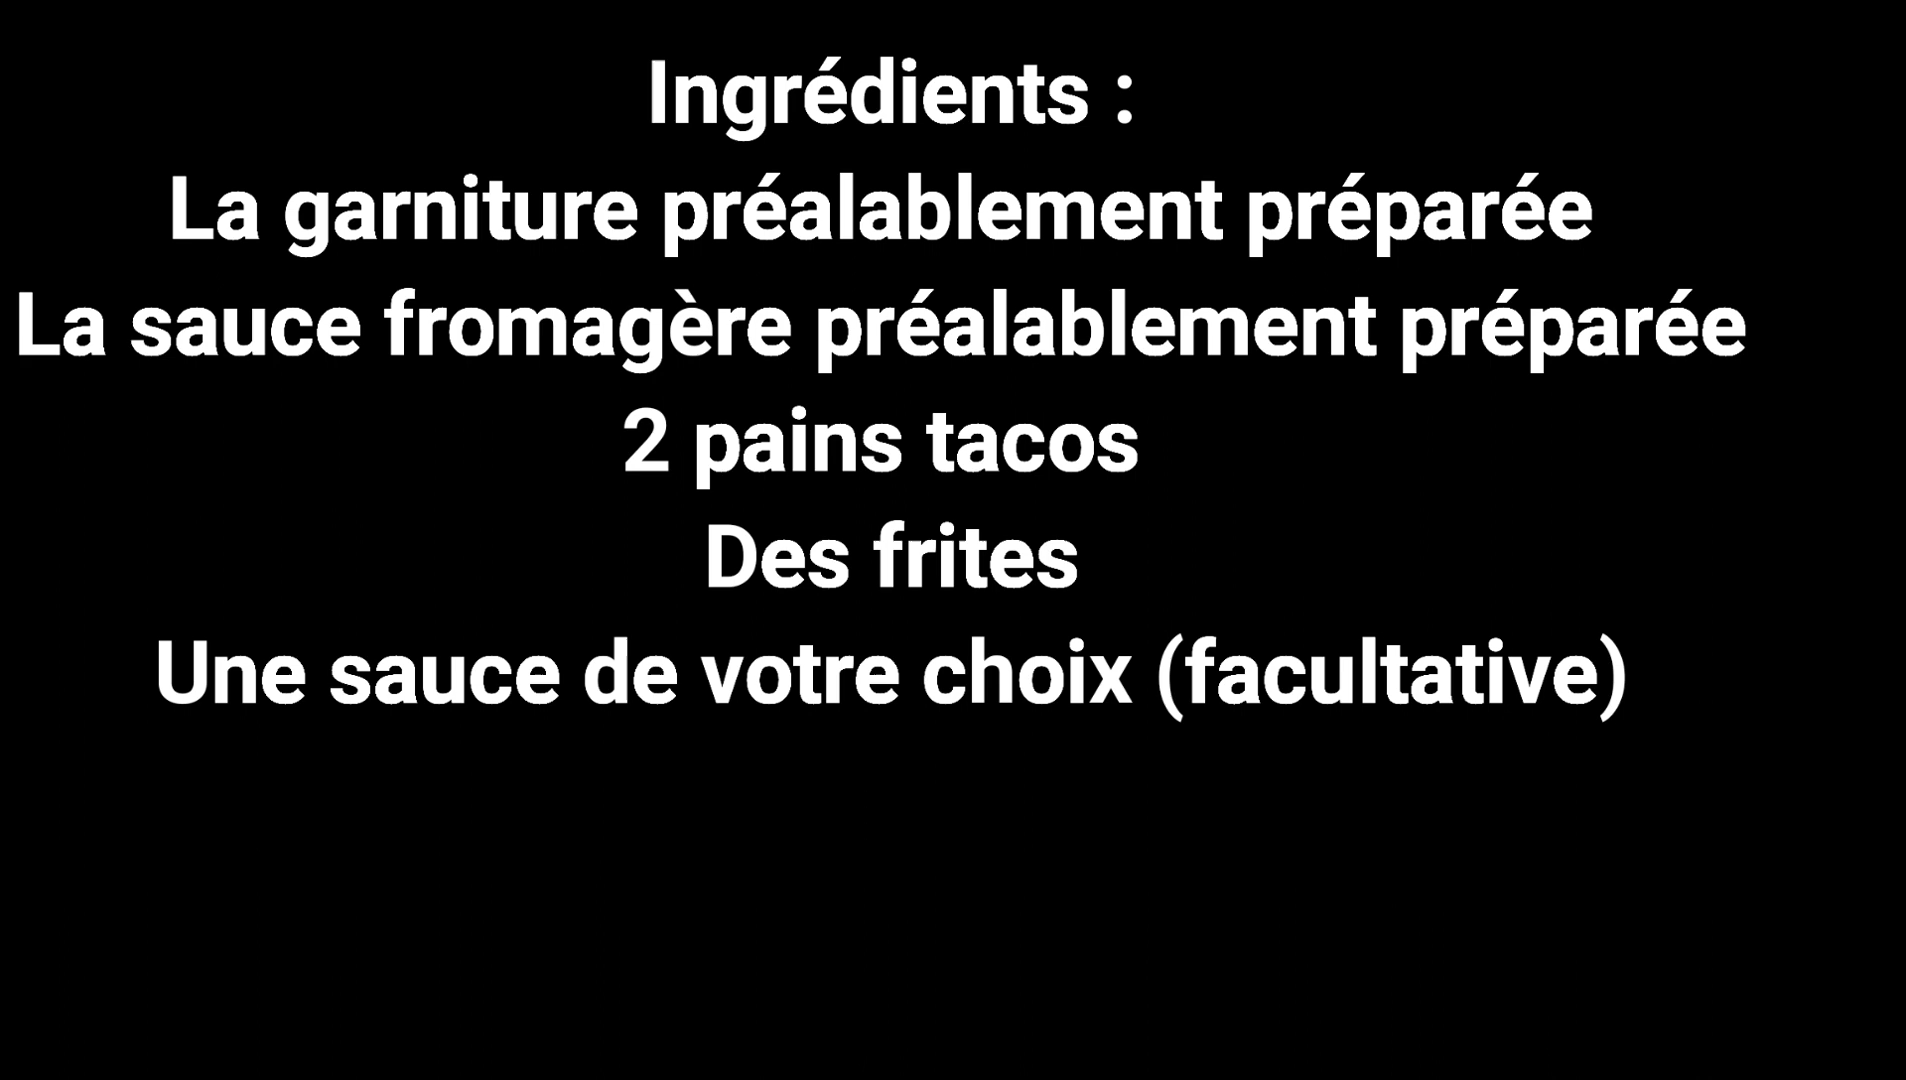 Ingrédients :
La garniture préalablement préparée
La sauce fromagère préalablement préparée
2 pains tacos
Des frites
Une sauce de votre choix (facultative)